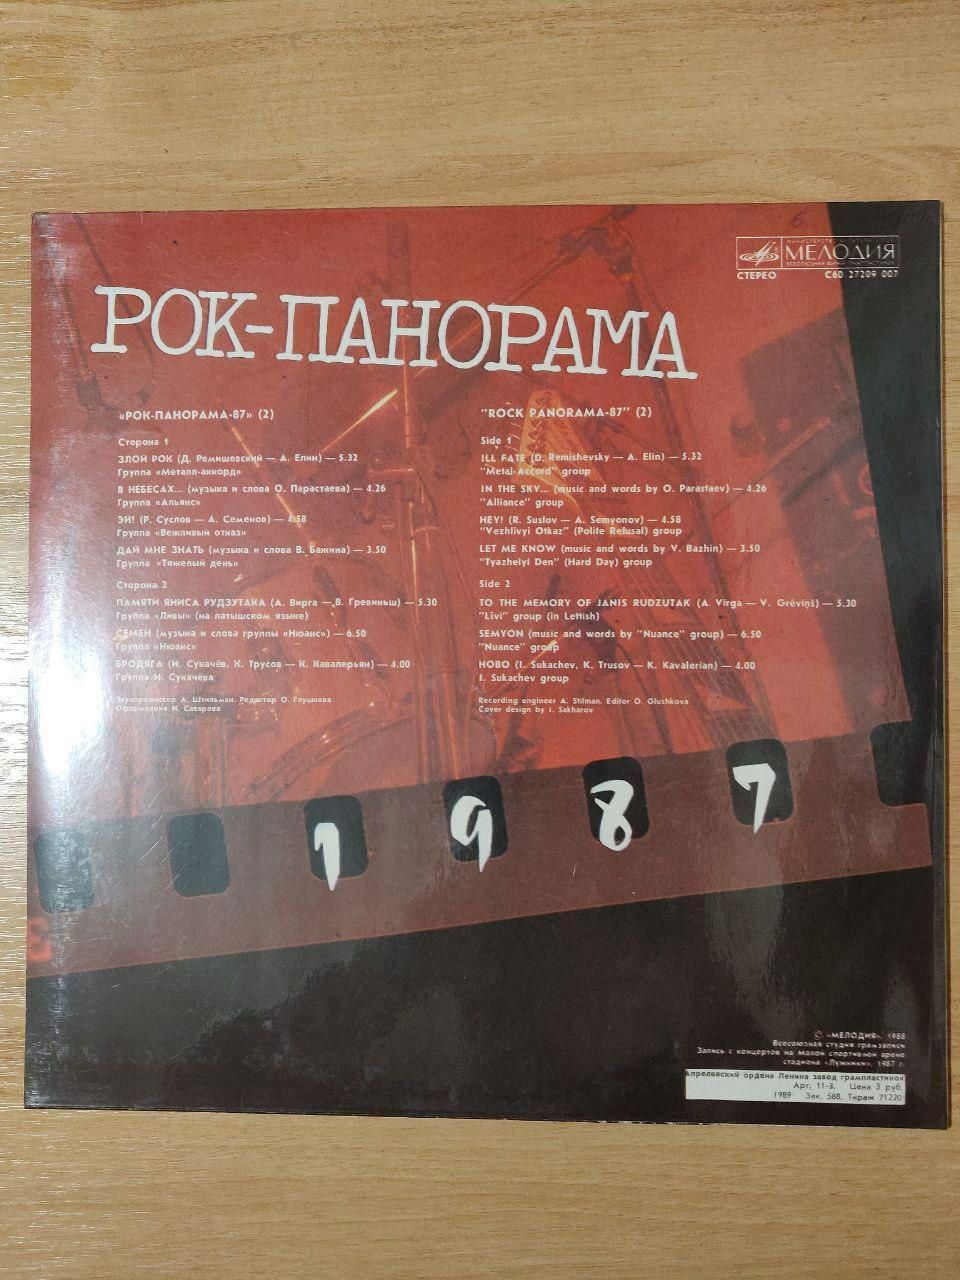 МЕЛОДИЯ
СТЕРЕО С60 27209 007
РОК-ПАНОРАМА
«РОК-ПАНОРАМА-87» (2)
Сторона 1
ЗЛОЙ РОК (Д. Ремишевский — А. Елин) — 5.32
Группа «Металл-аккорд»
В НЕБЕСАХ... (музыка и слова О. Парастаева) — 4.26
Группа «Альянс»
ЭЙ! (Р. Суслов — А. Семенов) — 4.58
Группа «Вежливый отказ»
ДАЙ МНЕ ЗНАТЬ (музыка и слова В. Бажина) — 3.50
Группа «Тяжелый день»
Сторона 2
ПАМЯТИ ЯНИСА РУДЗУТАКА (А. Вирга — В. Гревиньш) — 5.30
Группа «Ливы» (на латышском языке)
СЕМЕН (музыка и слова группы «Нюанс») — 6.50
Группа «Нюанс»
БРОДЯГА (И. Сукачёв, К. Трусов — К. Кавалерьян) — 4.00
Группа И. Сукачёва
Звукорежиссер А. Штильман. Редактор О. Глушкова
Оформление И. Сахарова
"ROCK PANORAMA-87" (2)
Side 1
ILL FATE (D. Remishevsky — A. Elin) — 5.32
"Metal-Accord" group
IN THE SKY... (music and words by O. Parastaev) — 4.26
"Alliance" group
HEY! (R. Suslov — A. Semyonov) — 4.58
"Vezhlivyi Otkaz" (Polite Refusal) group
LET ME KNOW (music and words by V. Bazhin) — 3.50
"Tyazhelyi Den" (Hard Day) group
Side 2
TO THE MEMORY OF JANIS RUDZUTAK (A. Virga — V. Grēviņš) — 5.30
"Līvi" group (in Lettish)
SEMYON (music and words by "Nuance" group) — 6.50
"Nuance" group
HOBO (I. Sukachev, K. Trusov — K. Kavalerian) — 4.00
I. Sukachev group
Recording engineer A. Stilman. Editor O. Glushkova
Cover design by I. Sakharov
1987
© «МЕЛОДИЯ», 1988
Всесоюзная студия грамзаписи
Запись с концертов на Малой спортивной арене
стадиона «Лужники», 1987 г.
Апрелевский ордена Ленина завод грампластинок
Арт. 11-3. Цена 3 руб.
1989 Зак. 588. Тираж 71220